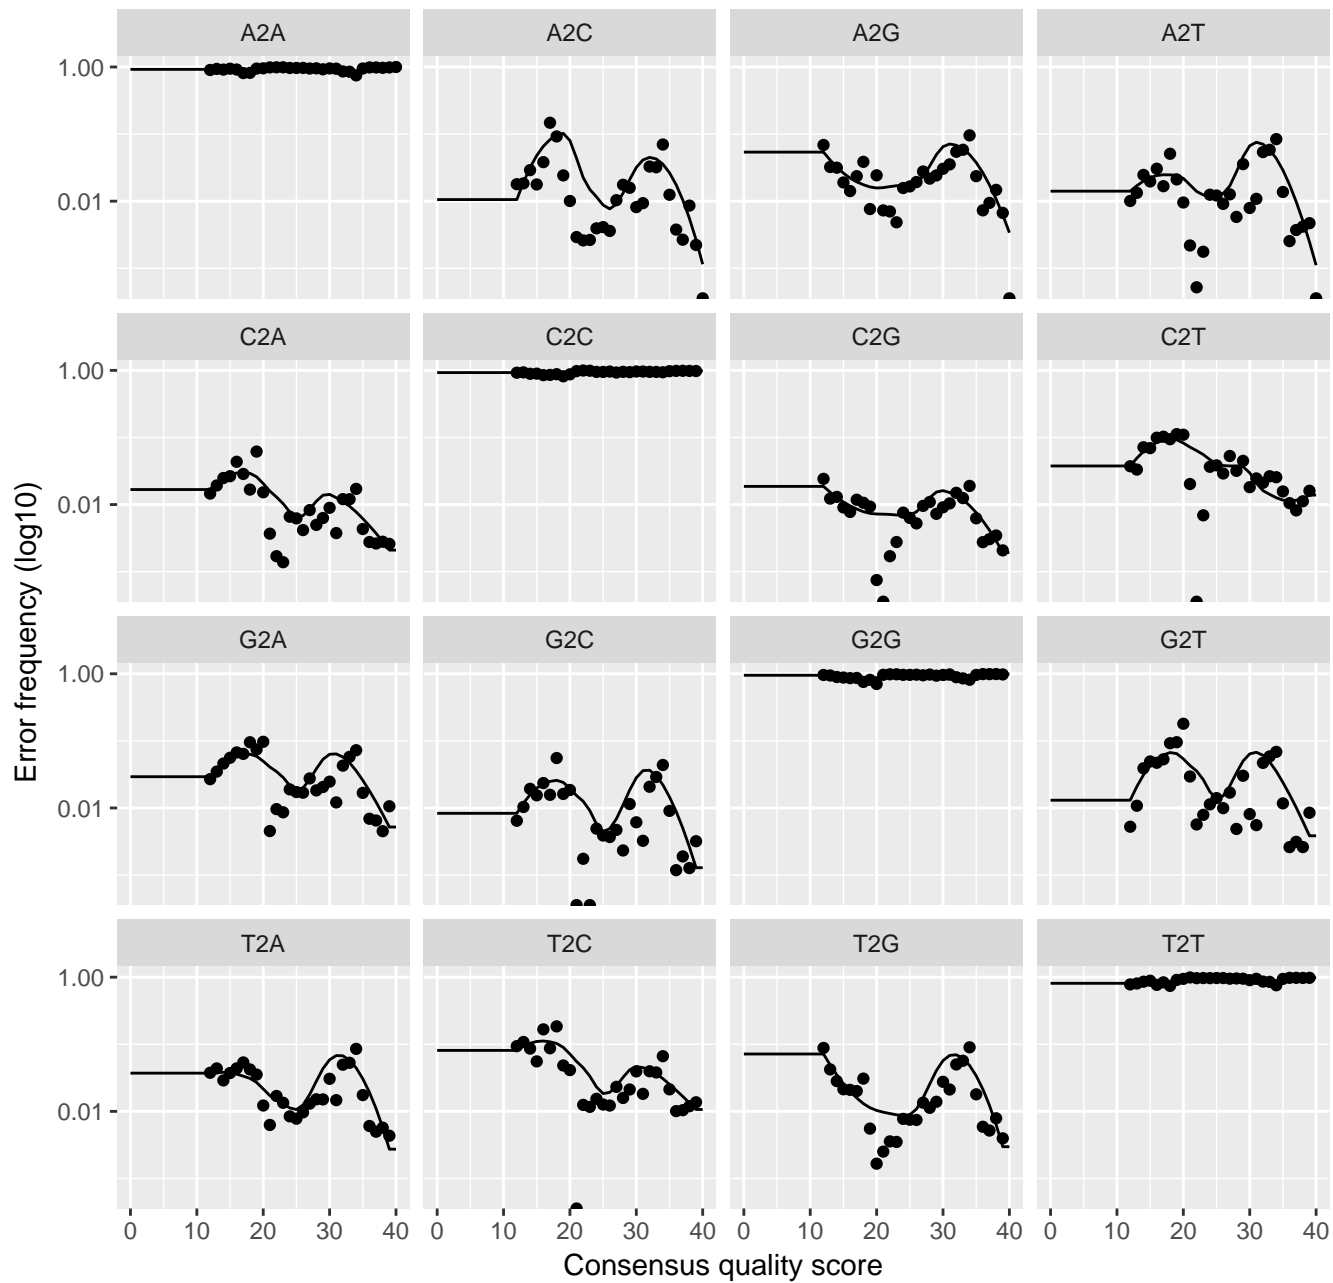 A2A A2C A2G A2T
1.00
0.01
C2A C2C C2G C2T
1.00
0.01
G2A G2C G2G G2T
1.00
0.01
T2A T2C T2G T2T
1.00
0.01
0 10 20 30 40 0 10 20 30 40 0 10 20 30 40 0 10 20 30 40
Consensus quality score
Error frequency (log10)